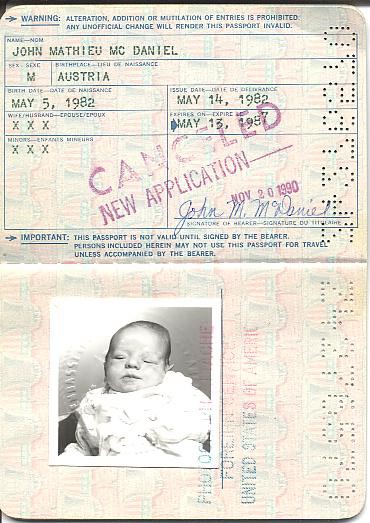 WARNING: ALTERATION, ADDITION OR MUTILATION OF ENTRIES IS PROHIBITED.
ANY UNOFFICIAL CHANGE WILL RENDER THIS PASSPORT INVALID.
NAME—NOM
JOHN MATHIEU MC DANIEL
SEX-SEXE BIRTHPLACE—LIEU DE NAISSANCE
M AUSTRIA
BIRTH DATE—DATE DE NAISSANCE ISSUE DATE—DATE DE DELIVRANCE
MAY 5, 1982 MAY 14, 1982
WIFE/HUSBAND—EPOUSE/EPOUX EXPIRES ON—EXPIRE LE
X X X MAY 13, 1987
MINORS—ENFANTS MINEURS
X X X
CANCELED
NEW APPLICATION
NOV 20 1990
John M. McDaniel
SIGNATURE OF BEARER—SIGNATURE DU TITULAIRE
IMPORTANT: THIS PASSPORT IS NOT VALID UNTIL SIGNED BY THE BEARER.
PERSONS INCLUDED HEREIN MAY NOT USE THIS PASSPORT FOR TRAVEL
UNLESS ACCOMPANIED BY THE BEARER.
UNITED STATES OF AMERICA